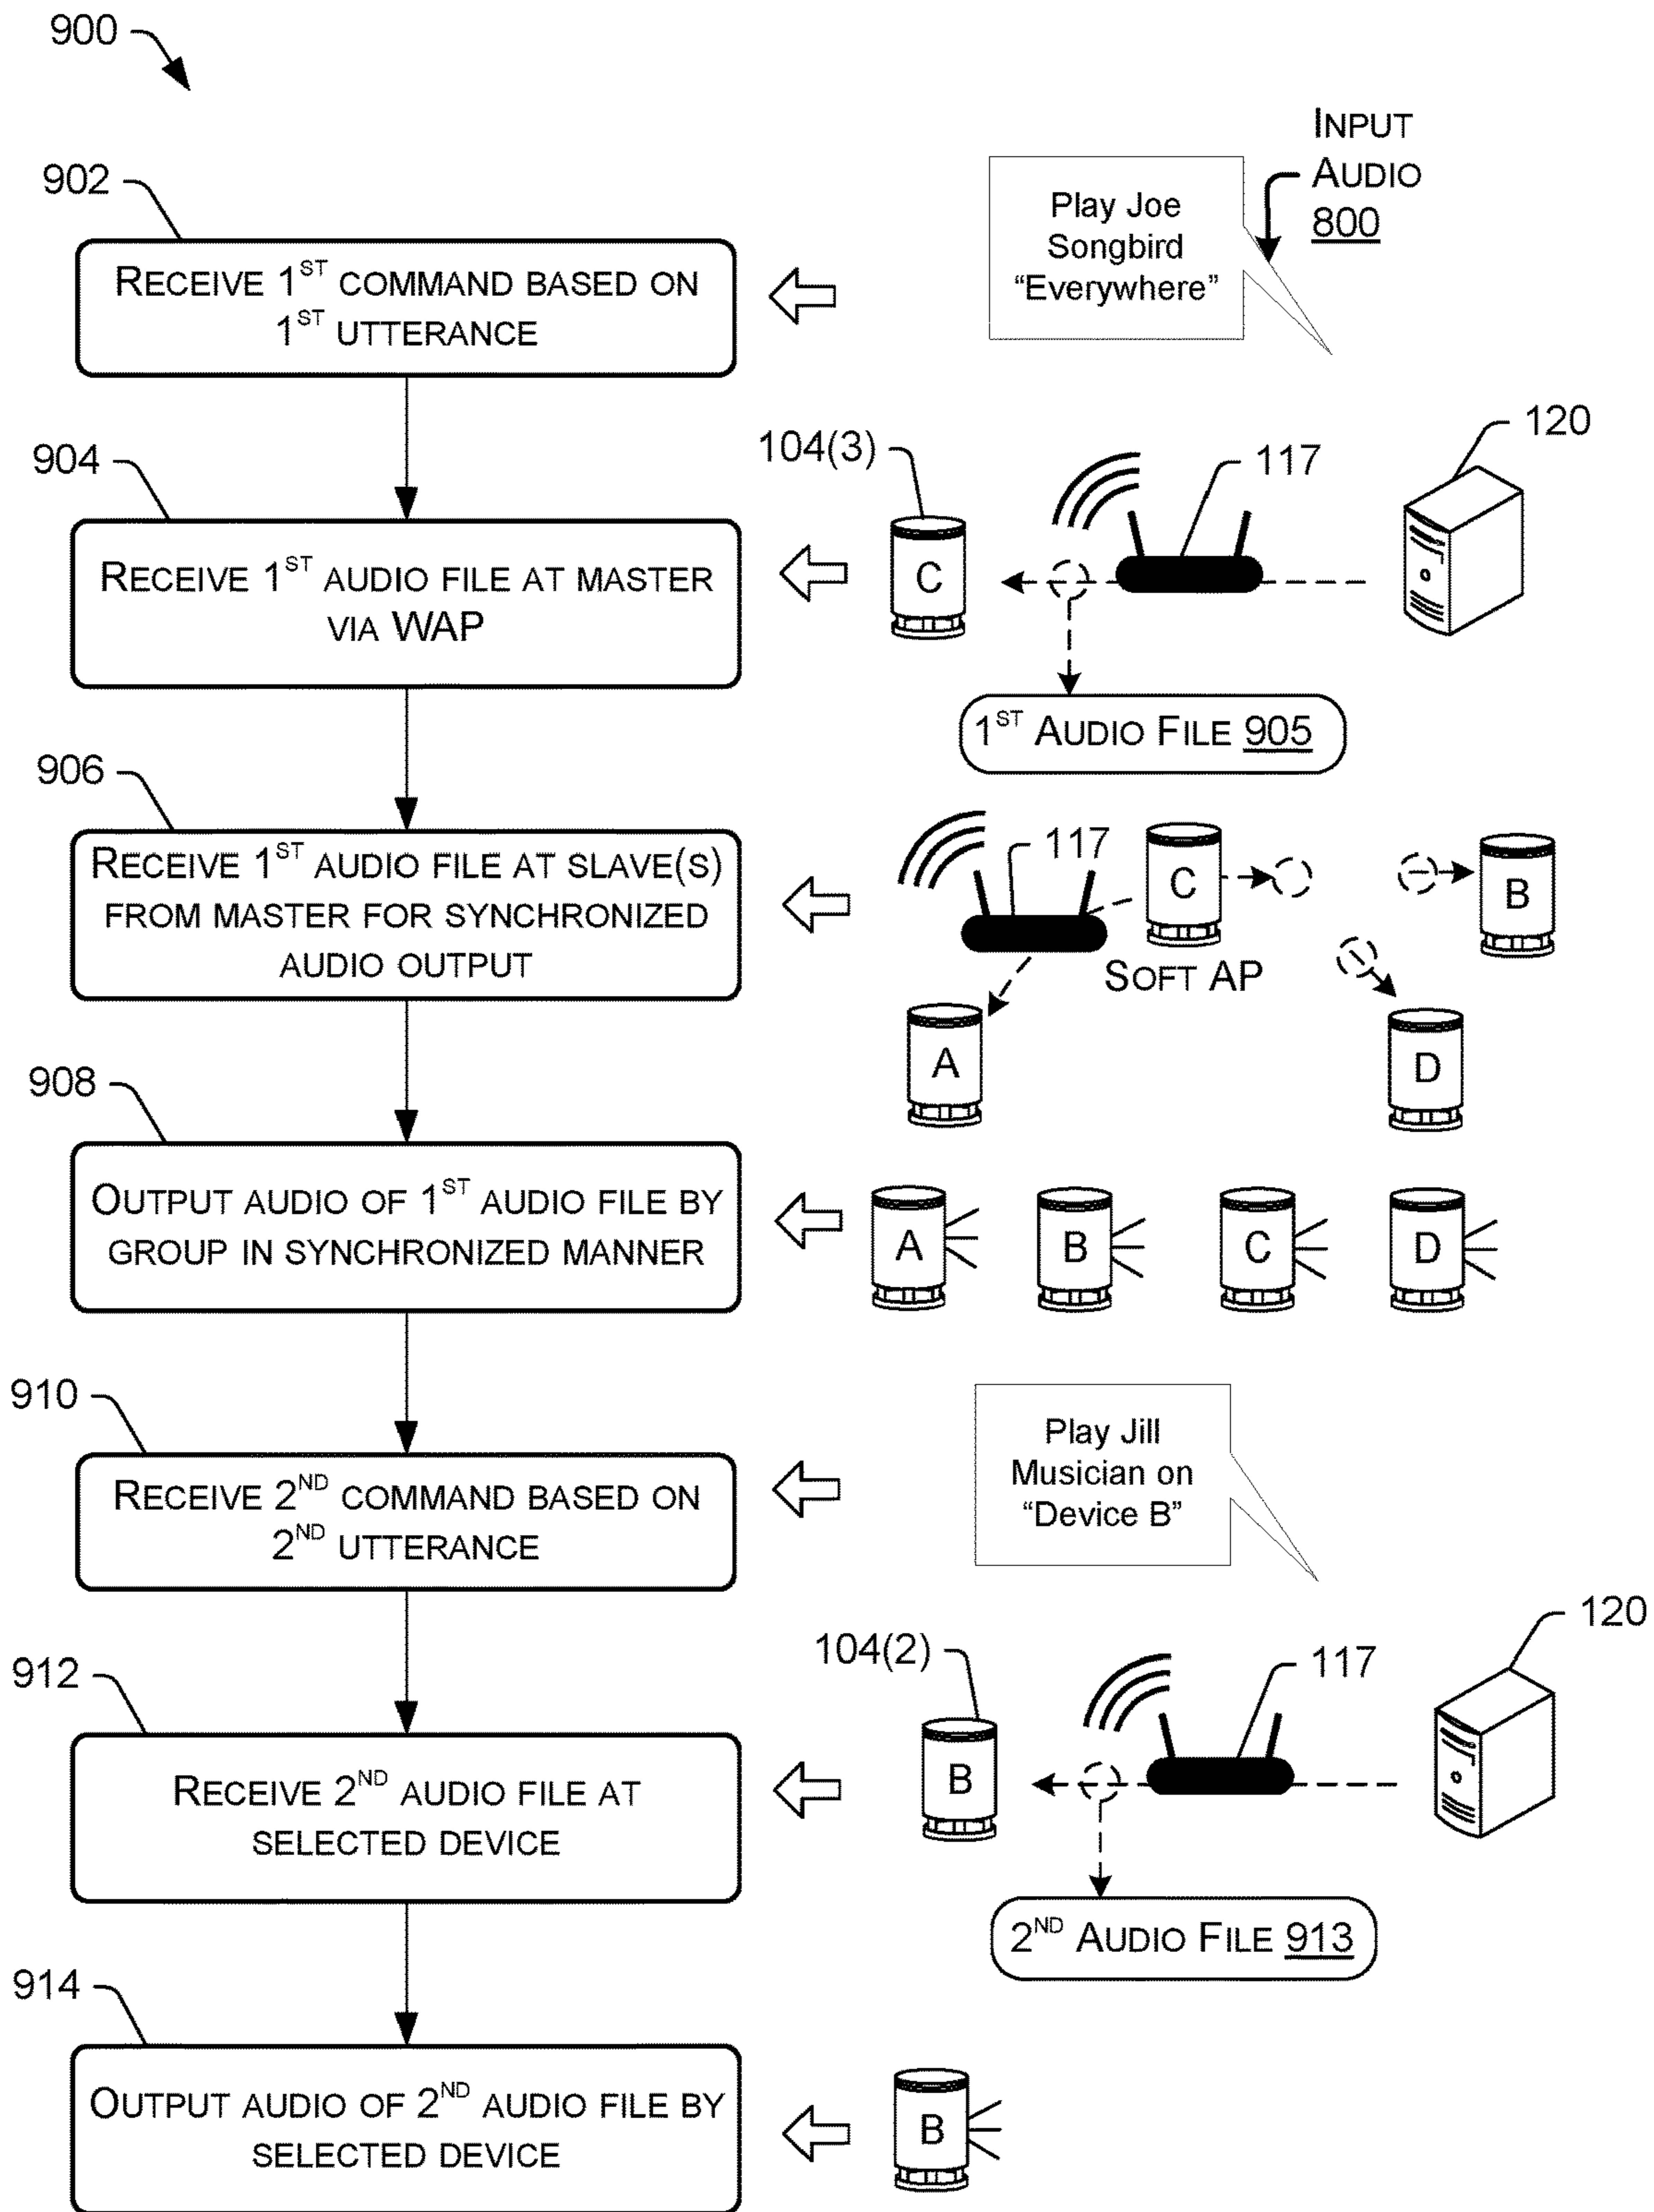 900
INPUT
AUDIO
800
902
Play Joe
Songbird
“Everywhere”
RECEIVE 1ST COMMAND BASED ON
1ST UTTERANCE
904
104(3)
117
120
RECEIVE 1ST AUDIO FILE AT MASTER
VIA WAP
C
1ST AUDIO FILE 905
906
117
RECEIVE 1ST AUDIO FILE AT SLAVE(S)
FROM MASTER FOR SYNCHRONIZED
AUDIO OUTPUT
C
B
SOFT AP
A
D
908
OUTPUT AUDIO OF 1ST AUDIO FILE BY
GROUP IN SYNCHRONIZED MANNER
A
B
C
D
910
Play Jill
Musician on
“Device B”
RECEIVE 2ND COMMAND BASED ON
2ND UTTERANCE
912
104(2)
117
120
RECEIVE 2ND AUDIO FILE AT
SELECTED DEVICE
B
2ND AUDIO FILE 913
914
OUTPUT AUDIO OF 2ND AUDIO FILE BY
SELECTED DEVICE
B